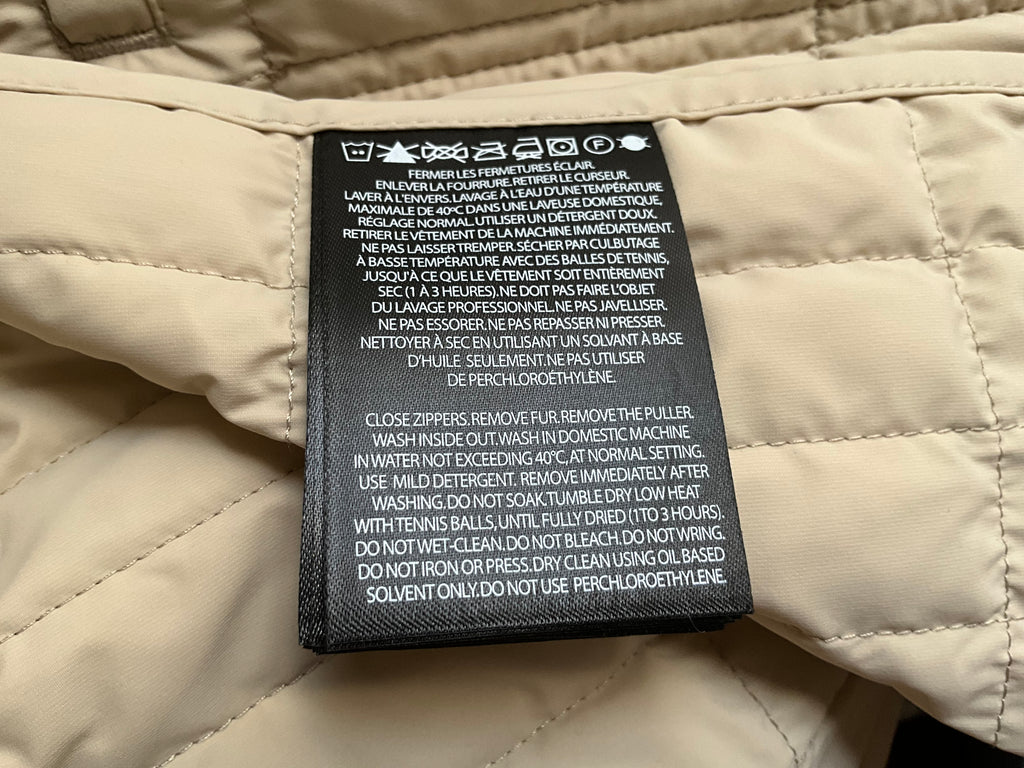 FERMER LES FERMETURES ÉCLAIR.
ENLEVER LA FOURRURE. RETIRER LE CURSEUR.
LAVER À L'ENVERS. LAVAGE À L'EAU D'UNE TEMPÉRATURE
MAXIMALE DE 40ºC DANS UNE LAVEUSE DOMESTIQUE,
RÉGLAGE NORMAL. UTILISER UN DÉTERGENT DOUX.
RETIRER LE VÊTEMENT DE LA MACHINE IMMÉDIATEMENT.
NE PAS LAISSER TREMPER. SÉCHER PAR CULBUTAGE
À BASSE TEMPÉRATURE AVEC DES BALLES DE TENNIS,
JUSQU'À CE QUE LE VÊTEMENT SOIT ENTIÈREMENT
SEC (1 À 3 HEURES). NE DOIT PAS FAIRE L'OBJET
DU LAVAGE PROFESSIONNEL. NE PAS JAVELLISER.
NE PAS ESSORER. NE PAS REPASSER NI PRESSER.
NETTOYER À SEC EN UTILISANT UN SOLVANT À BASE
D'HUILE SEULEMENT. NE PAS UTILISER
DE PERCHLOROÉTHYLÈNE.
CLOSE ZIPPERS. REMOVE FUR. REMOVE THE PULLER.
WASH INSIDE OUT. WASH IN DOMESTIC MACHINE
IN WATER NOT EXCEEDING 40°C, AT NORMAL SETTING.
USE MILD DETERGENT. REMOVE IMMEDIATELY AFTER
WASHING. DO NOT SOAK. TUMBLE DRY LOW HEAT
WITH TENNIS BALLS, UNTIL FULLY DRIED (1 TO 3 HOURS).
DO NOT WET-CLEAN. DO NOT BLEACH. DO NOT WRING.
DO NOT IRON OR PRESS. DRY CLEAN USING OIL BASED
SOLVENT ONLY. DO NOT USE PERCHLOROETHYLENE.